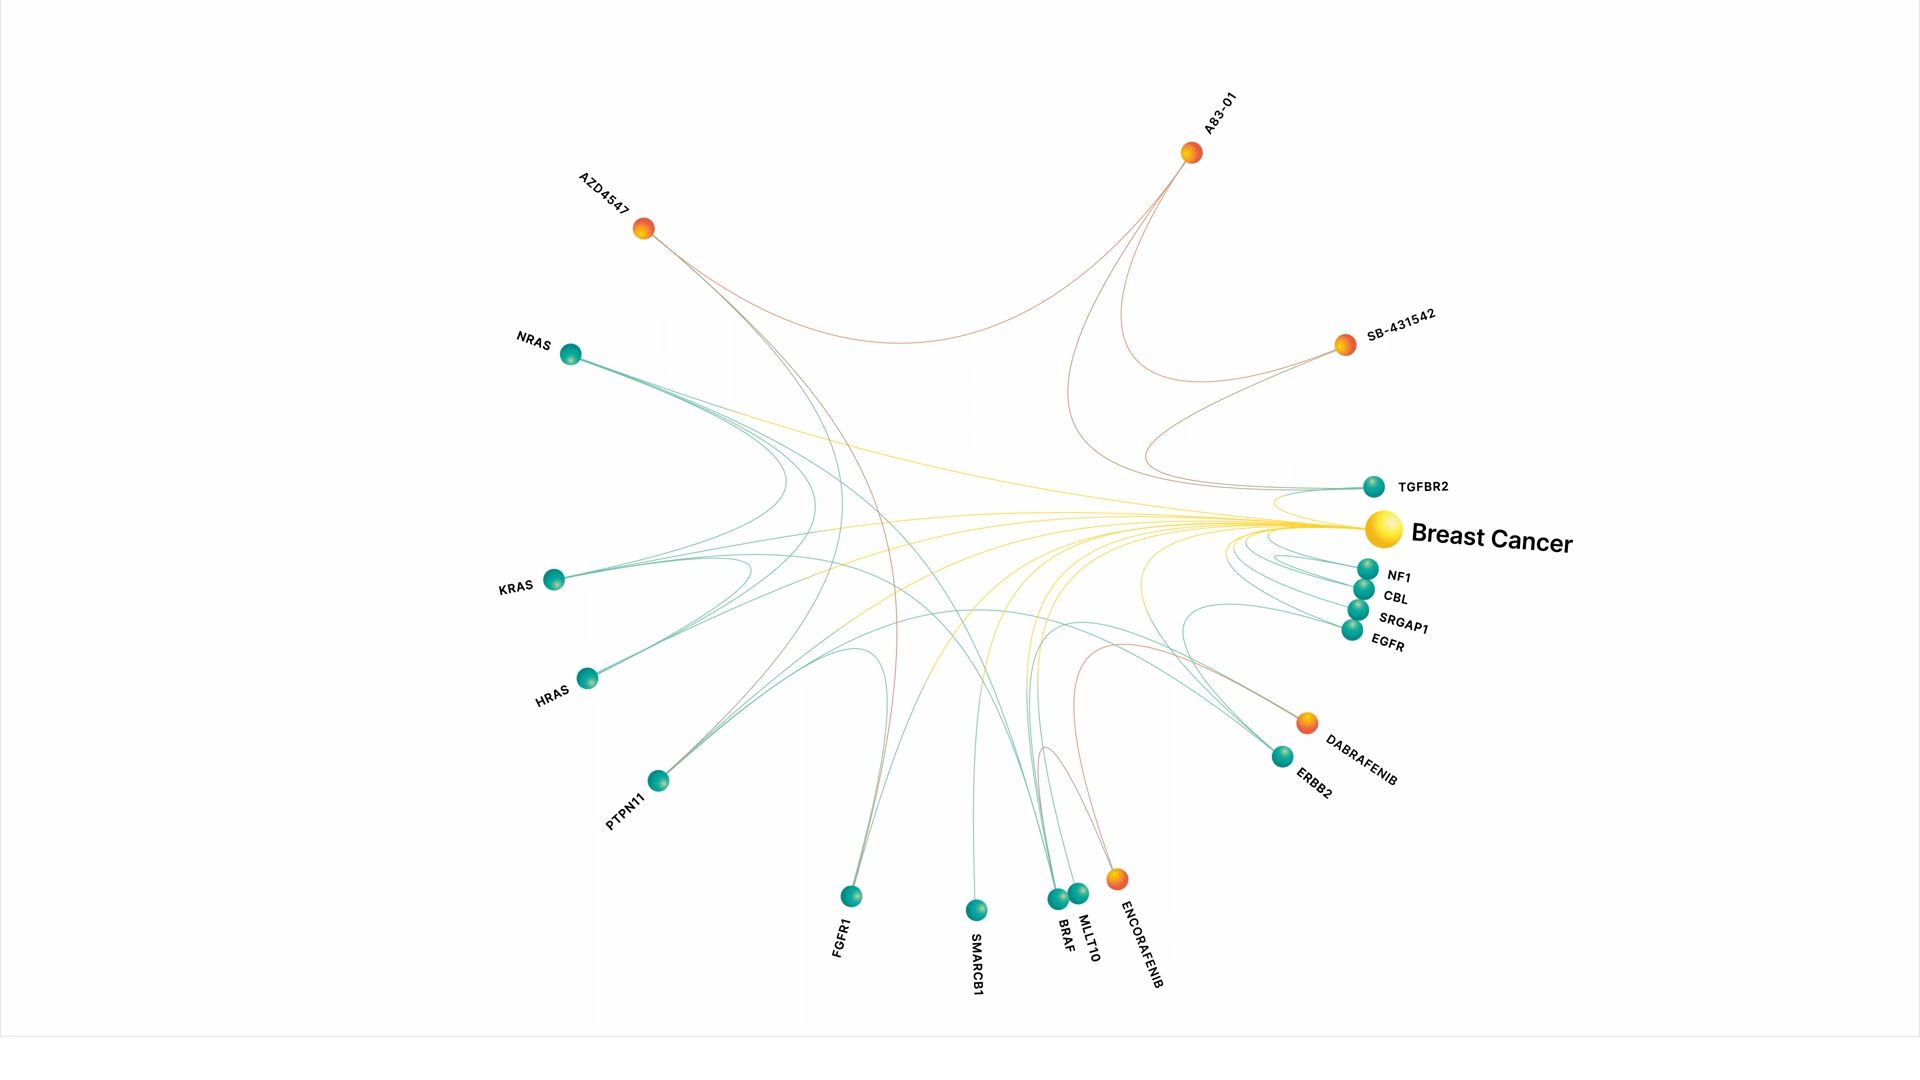 A83-01
AZD4547
SB-431542
NRAS
TGFBR2
Breast Cancer
NF1
KRAS
CBL
SRGAP1
EGFR
HRAS
DABRAFENIB
ERBB2
PTPN11
FGFR1
SMARCB1
BRAF
MLLT10
ENCORAFENIB